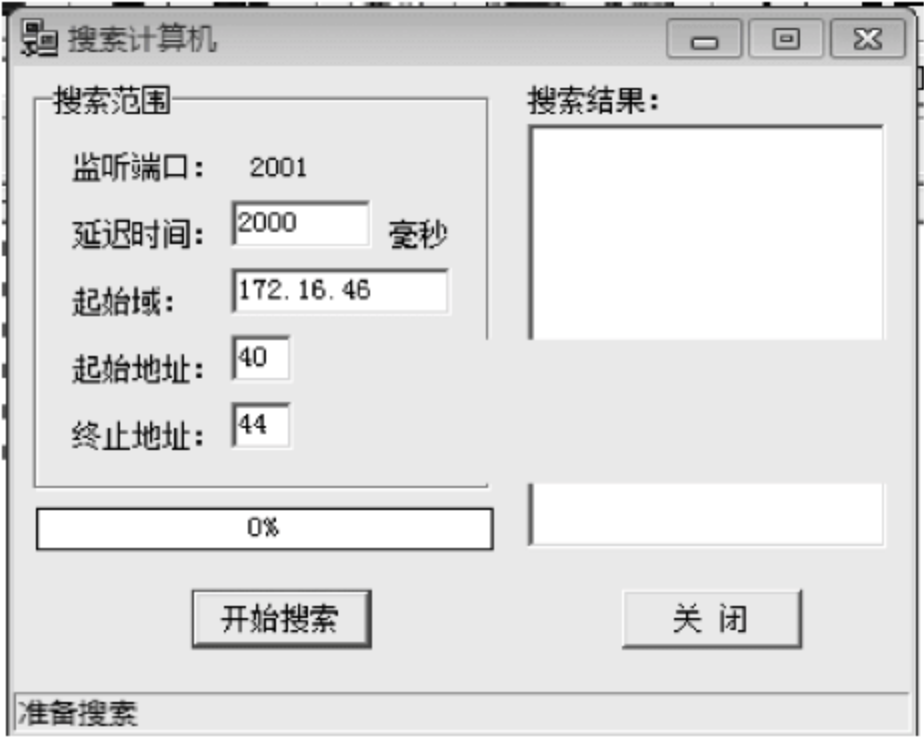 搜索计算机
搜索范围
监听端口： 2001
延迟时间： 2000 毫秒
起始域： 172.16.46
起始地址： 40
终止地址： 44
0%
开始搜索
搜索结果：
关 闭
准备搜索